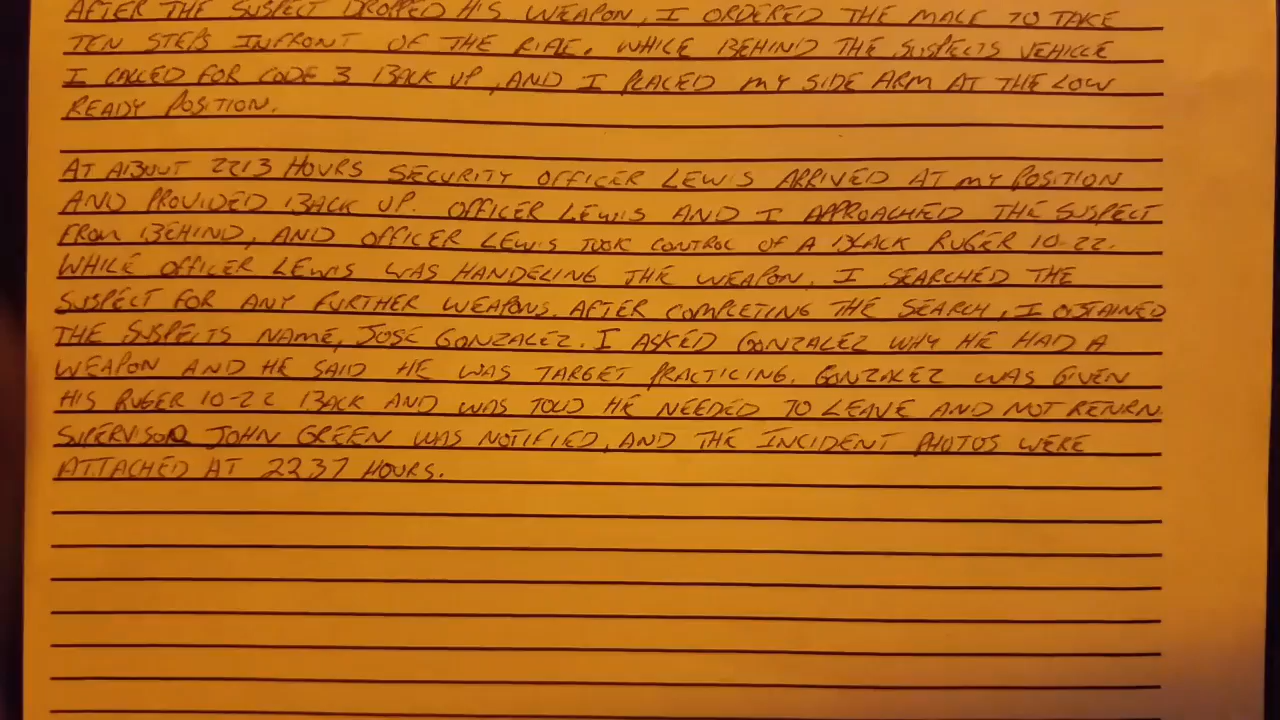 AFTER THE SUSPECT DROPPED HIS WEAPON, I ORDERED THE MALE TO TAKE
TEN STEPS INFRONT OF THE RIFLE. WHILE BEHIND THE SUSPECTS VEHICLE
I CALLED FOR CODE 3 BACK UP, AND I PLACED MY SIDE ARM AT THE LOW
READY POSITION.
AT ABOUT 2213 HOURS SECURITY OFFICER LEWIS ARRIVED AT MY POSITION
AND PROVIDED BACK UP. OFFICER LEWIS AND I APPROACHED THE SUSPECT
FROM BEHIND, AND OFFICER LEWIS TOOK CONTROL OF A BLACK RUGER 10-22.
WHILE OFFICER LEWIS WAS HANDELING THE WEAPON, I SEARCHED THE
SUSPECT FOR ANY FURTHER WEAPONS. AFTER COMPLETING THE SEARCH, I OBTAINED
THE SUSPECTS NAME, JOSE GONZALEZ. I ASKED GONZALEZ WHY HE HAD A
WEAPON AND HE SAID HE WAS TARGET PRACTICING. GONZALEZ WAS GIVEN
HIS RUGER 10-22 BACK AND WAS TOLD HE NEEDED TO LEAVE AND NOT RETURN.
SUPERVISOR JOHN GREEN WAS NOTIFIED, AND THE INCIDENT PHOTOS WERE
ATTACHED AT 2237 HOURS.